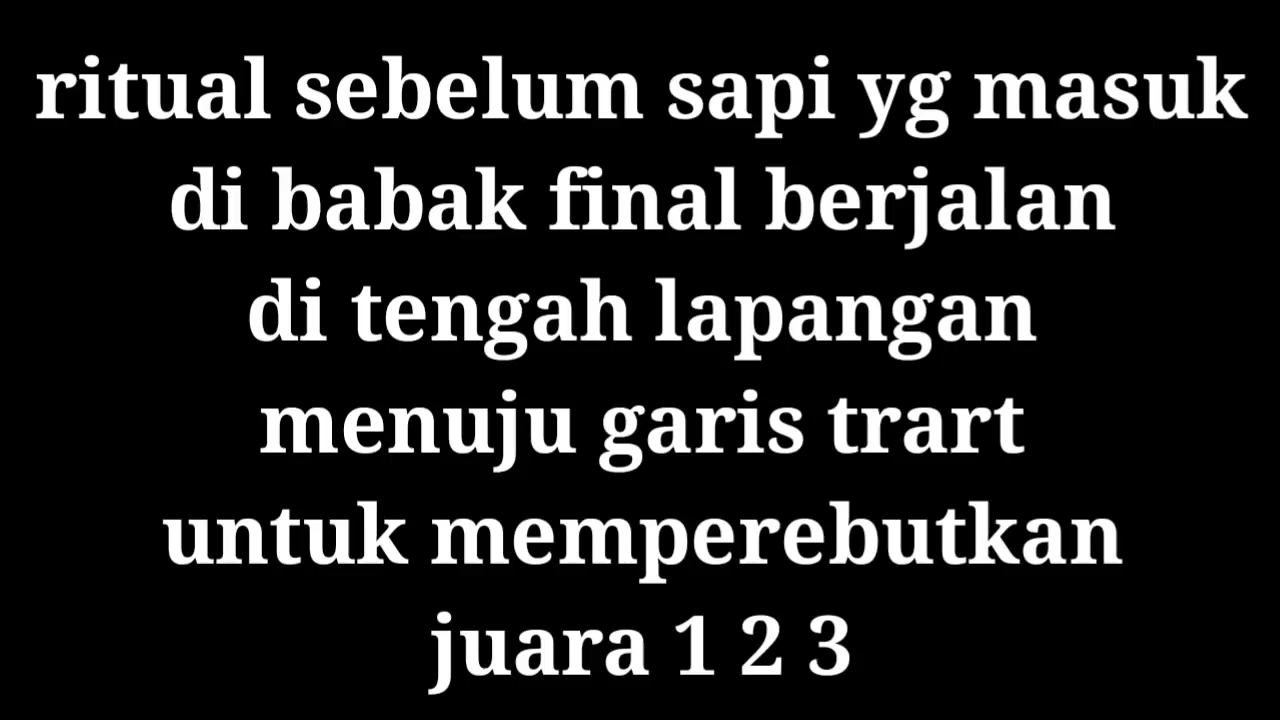 ritual sebelum sapi yg masuk
di babak final berjalan
di tengah lapangan
menuju garis trart
untuk memperebutkan
juara 1 2 3